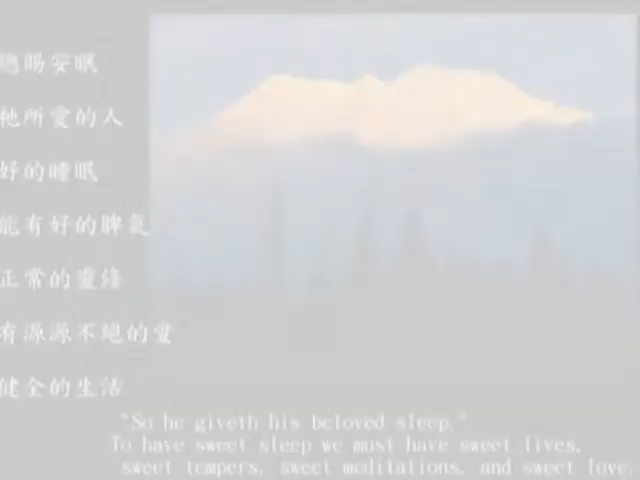 總賜安眠
祂所愛的人
好的睡眠
能有好的脾氣
正常的靈修
有源源不絕的愛
健全的生活
"So he giveth his beloved sleep."
To have sweet sleep we must have sweet lives,
sweet tempers, sweet meditations, and sweet love.